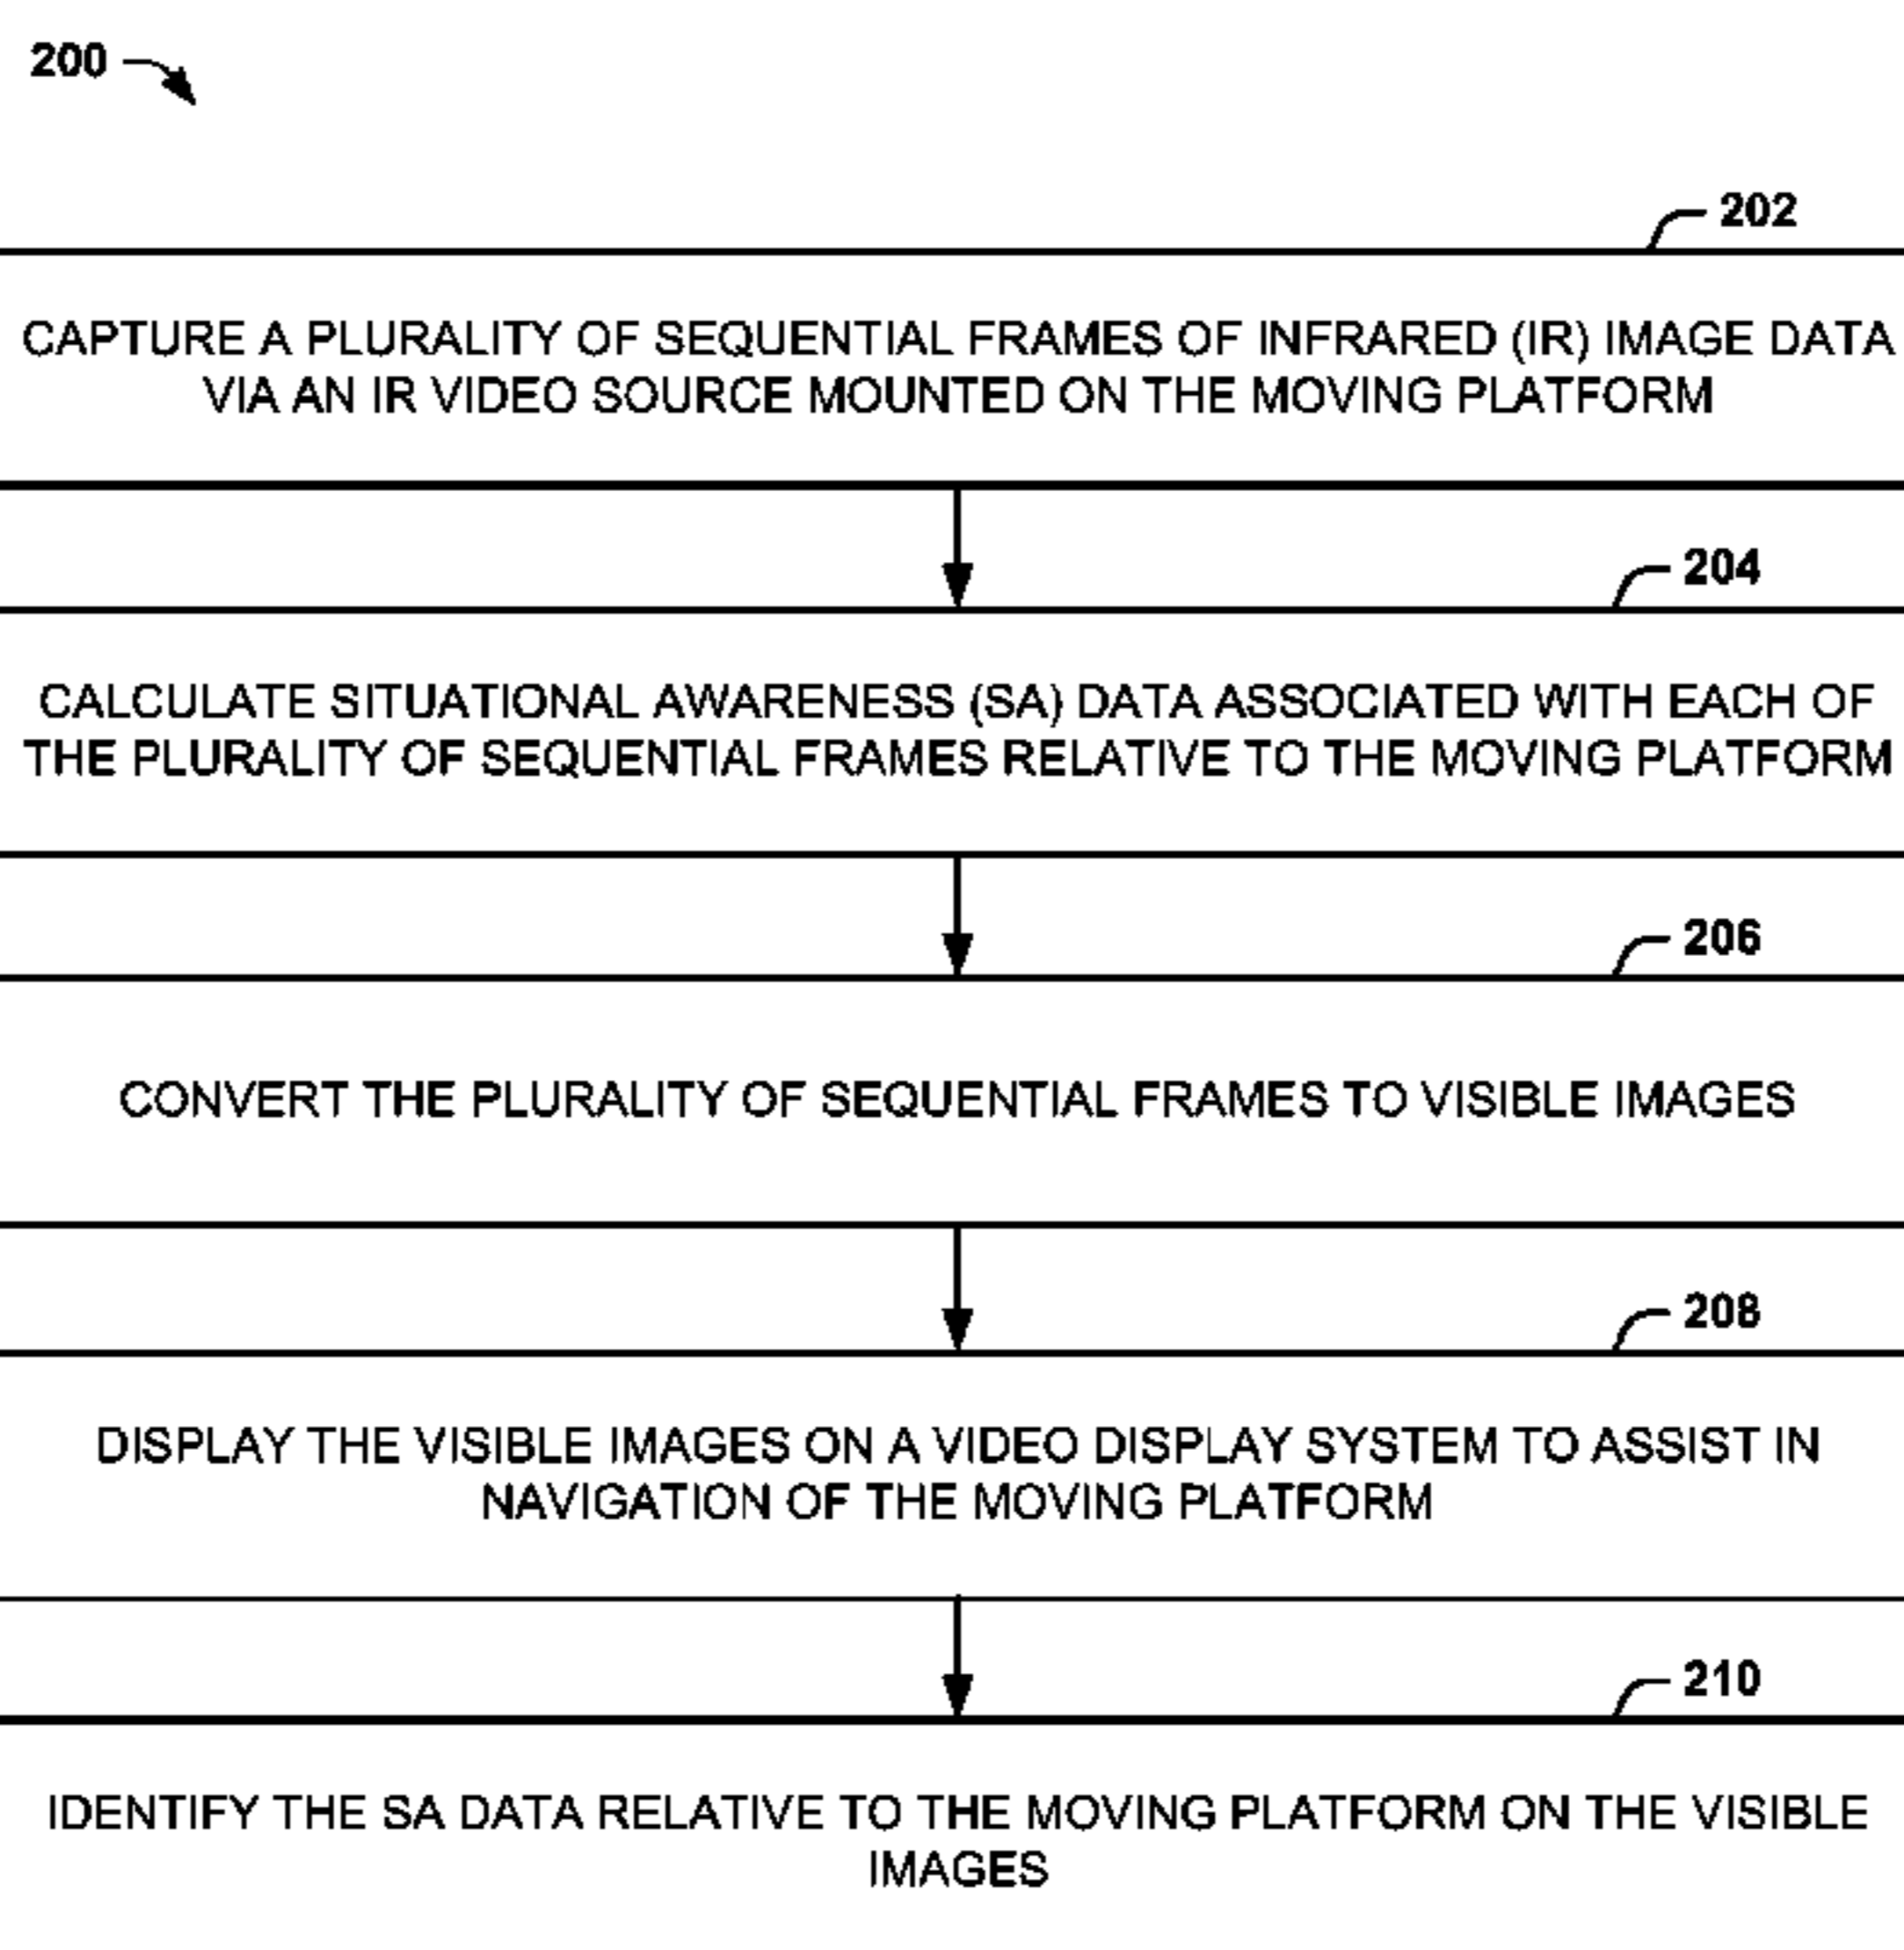 200
202
CAPTURE A PLURALITY OF SEQUENTIAL FRAMES OF INFRARED (IR) IMAGE DATA
VIA AN IR VIDEO SOURCE MOUNTED ON THE MOVING PLATFORM
204
CALCULATE SITUATIONAL AWARENESS (SA) DATA ASSOCIATED WITH EACH OF
THE PLURALITY OF SEQUENTIAL FRAMES RELATIVE TO THE MOVING PLATFORM
206
CONVERT THE PLURALITY OF SEQUENTIAL FRAMES TO VISIBLE IMAGES
208
DISPLAY THE VISIBLE IMAGES ON A VIDEO DISPLAY SYSTEM TO ASSIST IN
NAVIGATION OF THE MOVING PLATFORM
210
IDENTIFY THE SA DATA RELATIVE TO THE MOVING PLATFORM ON THE VISIBLE
IMAGES